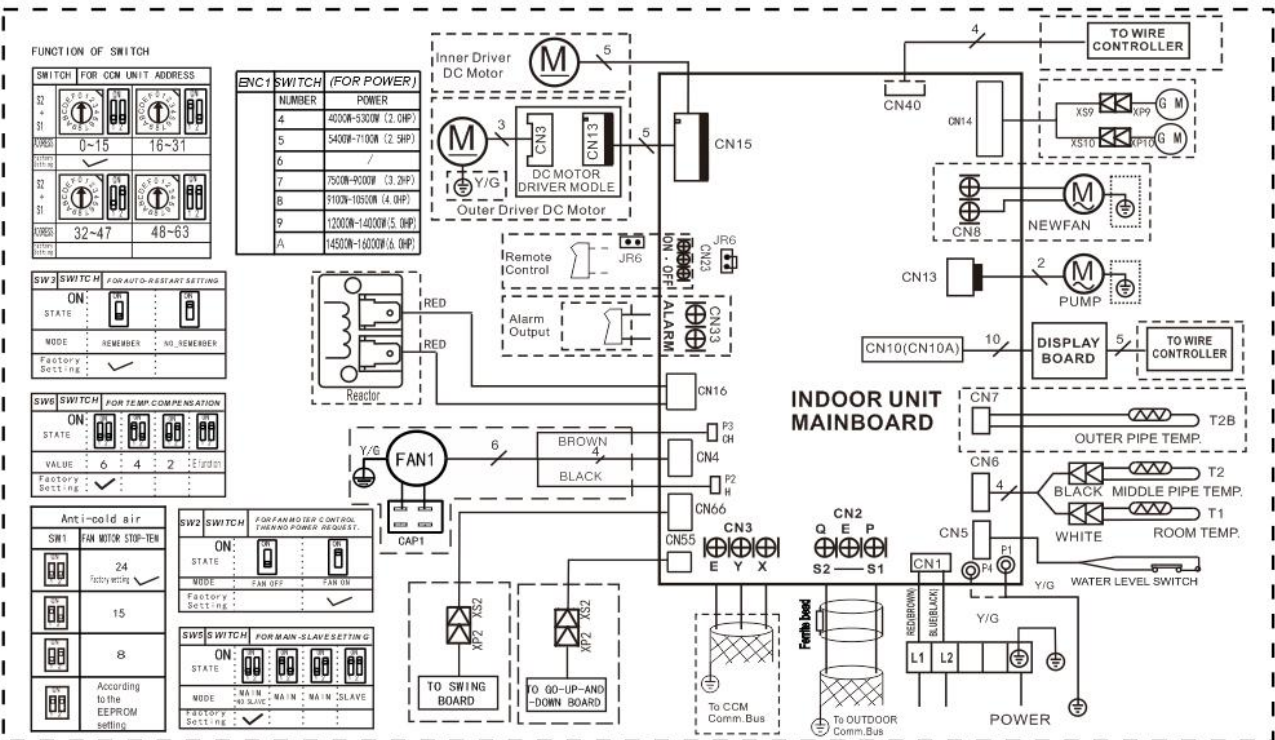 FUNCTION OF SWITCH
SWITCH FOR CCM UNIT ADDRESS
S2 + S1
ADDRESS 0~15 16~31
Factory Setting
S2 + S1
ADDRESS 32~47 48~63
Factory Setting
SW3 SWITCH FOR AUTO-RESTART SETTING
ON
STATE
MODE REMEMBER NO_REMEMBER
Factory Setting
SW6 SWITCH FOR TEMP. COMPENSATION
ON
STATE
VALUE 6 4 2 E function
Factory Setting
Anti-cold air
SW1 FAN MOTOR STOP-TEM
24
Factory setting
15
8
According
to the
EEPROM
setting
ENC1 SWITCH (FOR POWER)
NUMBER POWER
4 4000W-5300W (2.0HP)
5 5400W-7100W (2.5HP)
6 /
7 7500W-9000W (3.2HP)
8 9100W-10500W (4.0HP)
9 12000W-14000W(5.0HP)
A 14500W-16000W(6.0HP)
SW2 SWITCH FOR FAN MOTER CONTROL
THEN NO POWER REQUEST.
ON
STATE
MODE FAN OFF FAN ON
Factory Setting
SW5 SWITCH FOR MAIN-SLAVE SETTING
ON
STATE
MODE MAIN NO SLAVE MAIN MAIN SLAVE
Factory Setting
Inner Driver
DC Motor
M
5
M
3
CN3
CN13
5
CN15
Y/G
DC MOTOR
DRIVER MODLE
Outer Driver DC Motor
Remote
Control
JR6
ON - OFF
CN23
JR6
Alarm
Output
ALARM
CN33
RED
RED
Reactor
CN16
Y/G
FAN1
6
BROWN
4
BLACK
P3
CH
CN4
P2
H
CAP1
CN66
CN55
XS2
XP2
TO SWING
BOARD
XS2
XP2
TO GO-UP-AND
-DOWN BOARD
INDOOR UNIT
MAINBOARD
CN3
E Y X
To CCM
Comm.Bus
CN2
Q E P
S2 — S1
Ferrite bead
To OUTDOOR
Comm.Bus
4
TO WIRE
CONTROLLER
CN40
CN14
XS9 XP9 G M
XS10 XP10 G M
CN8
M
NEWFAN
CN13
2
M
PUMP
CN10(CN10A)
10
DISPLAY
BOARD
5
TO WIRE
CONTROLLER
CN7
T2B
OUTER PIPE TEMP.
CN6
4
T2
BLACK MIDDLE PIPE TEMP.
T1
WHITE ROOM TEMP.
CN5
WATER LEVEL SWITCH
P4
P1
Y/G
Y/G
CN1
RED(BROWN)
BLUE(BLACK)
L1 L2
POWER